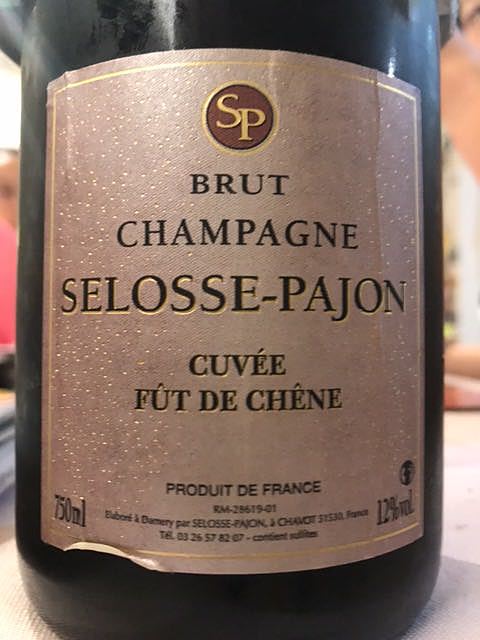 SP
BRUT
CHAMPAGNE
SELOSSE-PAJON
CUVÉE
FÛT DE CHÊNE
PRODUIT DE FRANCE
RM-28619-01
750ml
Elaboré à Damery par SELOSSE-PAJON, à CHAVOT 51530, France
12%vol.
Tél. 03 26 57 82 07 - contient sulfites